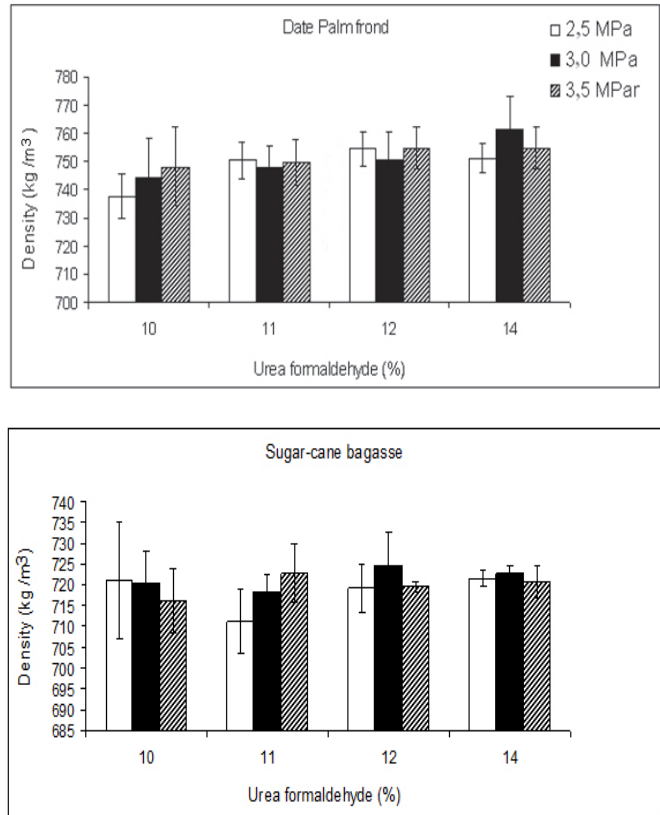 Date Palm frond
2,5 MPa
3,0 MPa
3,5 MPar
780
770
760
750
740
730
720
710
700
Density (kg /m3)
10 11 12 14
Urea formaldehyde (%)
Sugar-cane bagasse
740
735
730
725
720
715
710
705
700
695
690
685
Density (kg /m3)
10 11 12 14
Urea formaldehyde (%)